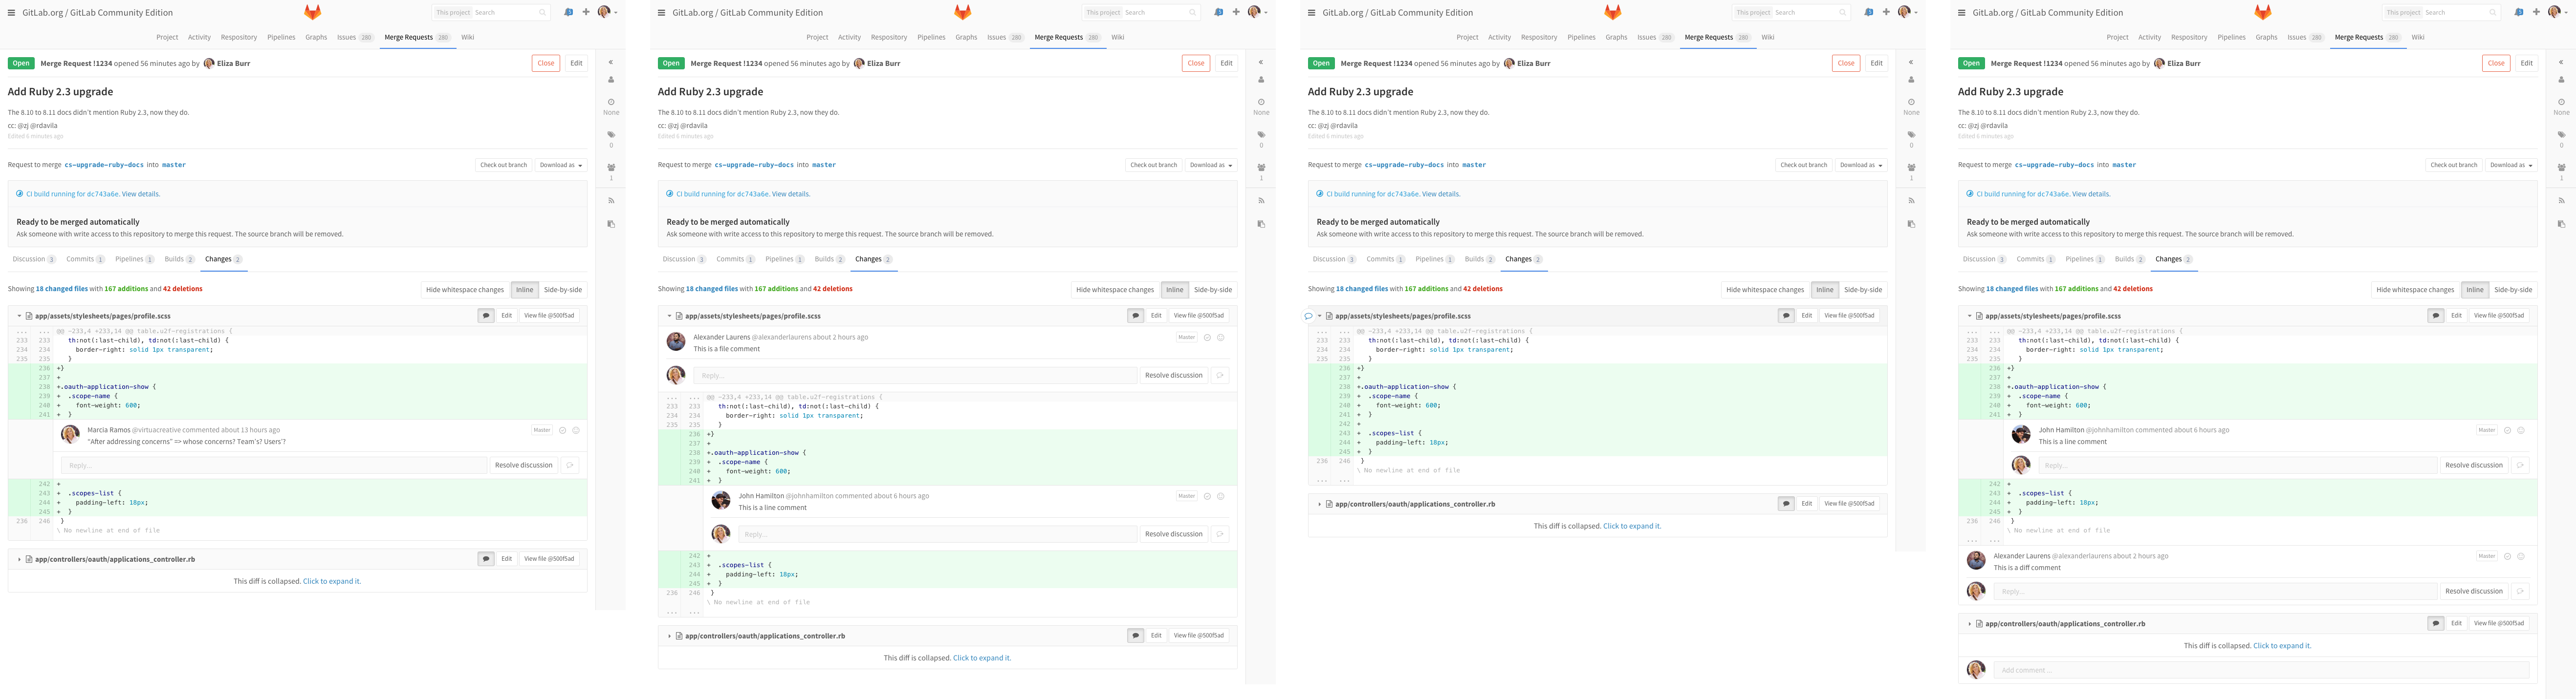 GitLab.org / GitLab Community Edition
This project Search
Project Activity Respository Pipelines Graphs Issues 280 Merge Requests 280 Wiki
Open Merge Request !1234 opened 56 minutes ago by Eliza Burr Close Edit
Add Ruby 2.3 upgrade
The 8.10 to 8.11 docs didn't mention Ruby 2.3, now they do.
None
cc: @zj @rdavila
Edited 6 minutes ago
0
Request to merge cs-upgrade-ruby-docs into master Check out branch Download as
1
CI build running for dc743a6e. View details.
Ready to be merged automatically
Ask someone with write access to this repository to merge this request. The source branch will be removed.
Discussion 3 Commits 1 Pipelines 1 Builds 2 Changes 2
Showing 18 changed files with 167 additions and 42 deletions Hide whitespace changes Inline Side-by-side
app/assets/stylesheets/pages/profile.scss Edit View file @500f5ad
... ... @@ -233,4 +233,14 @@ table.u2f-registrations {
233 233 th:not(:last-child), td:not(:last-child) {
234 234 border-right: solid 1px transparent;
235 235 }
236 +}
237 +
238 +.oauth-application-show {
239 + .scope-name {
240 + font-weight: 600;
241 + }
Marcia Ramos @virtuacreative commented about 13 hours ago Master
"After addressing concerns" => whose concerns? Team's? Users'?
Reply... Resolve discussion
242 +
243 + .scopes-list {
244 + padding-left: 18px;
245 + }
236 246 }
\ No newline at end of file
app/controllers/oauth/applications_controller.rb Edit View file @500f5ad
This diff is collapsed. Click to expand it.
GitLab.org / GitLab Community Edition
This project Search
Project Activity Respository Pipelines Graphs Issues 280 Merge Requests 280 Wiki
Open Merge Request !1234 opened 56 minutes ago by Eliza Burr Close Edit
Add Ruby 2.3 upgrade
The 8.10 to 8.11 docs didn't mention Ruby 2.3, now they do.
None
cc: @zj @rdavila
Edited 6 minutes ago
0
Request to merge cs-upgrade-ruby-docs into master Check out branch Download as
1
CI build running for dc743a6e. View details.
Ready to be merged automatically
Ask someone with write access to this repository to merge this request. The source branch will be removed.
Discussion 3 Commits 1 Pipelines 1 Builds 2 Changes 2
Showing 18 changed files with 167 additions and 42 deletions Hide whitespace changes Inline Side-by-side
app/assets/stylesheets/pages/profile.scss Edit View file @500f5ad
Alexander Laurens @alexanderlaurens about 2 hours ago Master
This is a file comment
Reply... Resolve discussion
... ... @@ -233,4 +233,14 @@ table.u2f-registrations {
233 233 th:not(:last-child), td:not(:last-child) {
234 234 border-right: solid 1px transparent;
235 235 }
236 +}
237 +
238 +.oauth-application-show {
239 + .scope-name {
240 + font-weight: 600;
241 + }
John Hamilton @johnhamilton commented about 6 hours ago Master
This is a line comment
Reply... Resolve discussion
242 +
243 + .scopes-list {
244 + padding-left: 18px;
245 + }
236 246 }
\ No newline at end of file
... ...
app/controllers/oauth/applications_controller.rb Edit View file @500f5ad
This diff is collapsed. Click to expand it.
GitLab.org / GitLab Community Edition
This project Search
Project Activity Respository Pipelines Graphs Issues 280 Merge Requests 280 Wiki
Open Merge Request !1234 opened 56 minutes ago by Eliza Burr Close Edit
Add Ruby 2.3 upgrade
The 8.10 to 8.11 docs didn't mention Ruby 2.3, now they do.
None
cc: @zj @rdavila
Edited 6 minutes ago
0
Request to merge cs-upgrade-ruby-docs into master Check out branch Download as
1
CI build running for dc743a6e. View details.
Ready to be merged automatically
Ask someone with write access to this repository to merge this request. The source branch will be removed.
Discussion 3 Commits 1 Pipelines 1 Builds 2 Changes 2
Showing 18 changed files with 167 additions and 42 deletions Hide whitespace changes Inline Side-by-side
app/assets/stylesheets/pages/profile.scss Edit View file @500f5ad
... ... @@ -233,4 +233,14 @@ table.u2f-registrations {
233 233 th:not(:last-child), td:not(:last-child) {
234 234 border-right: solid 1px transparent;
235 235 }
236 +}
237 +
238 +.oauth-application-show {
239 + .scope-name {
240 + font-weight: 600;
241 + }
242 +
243 + .scopes-list {
244 + padding-left: 18px;
245 + }
236 246 }
\ No newline at end of file
... ...
app/controllers/oauth/applications_controller.rb Edit View file @500f5ad
This diff is collapsed. Click to expand it.
GitLab.org / GitLab Community Edition
This project Search
Project Activity Respository Pipelines Graphs Issues 280 Merge Requests 280 Wiki
Open Merge Request !1234 opened 56 minutes ago by Eliza Burr Close Edit
Add Ruby 2.3 upgrade
The 8.10 to 8.11 docs didn't mention Ruby 2.3, now they do.
None
cc: @zj @rdavila
Edited 6 minutes ago
0
Request to merge cs-upgrade-ruby-docs into master Check out branch Download as
1
CI build running for dc743a6e. View details.
Ready to be merged automatically
Ask someone with write access to this repository to merge this request. The source branch will be removed.
Discussion 3 Commits 1 Pipelines 1 Builds 2 Changes 2
Showing 18 changed files with 167 additions and 42 deletions Hide whitespace changes Inline Side-by-side
app/assets/stylesheets/pages/profile.scss Edit View file @500f5ad
... ... @@ -233,4 +233,14 @@ table.u2f-registrations {
233 233 th:not(:last-child), td:not(:last-child) {
234 234 border-right: solid 1px transparent;
235 235 }
236 +}
237 +
238 +.oauth-application-show {
239 + .scope-name {
240 + font-weight: 600;
241 + }
John Hamilton @johnhamilton commented about 6 hours ago Master
This is a line comment
Reply... Resolve discussion
242 +
243 + .scopes-list {
244 + padding-left: 18px;
245 + }
236 246 }
\ No newline at end of file
... ...
Alexander Laurens @alexanderlaurens about 2 hours ago Master
This is a diff comment
Reply... Resolve discussion
app/controllers/oauth/applications_controller.rb Edit View file @500f5ad
This diff is collapsed. Click to expand it.
Add comment ...